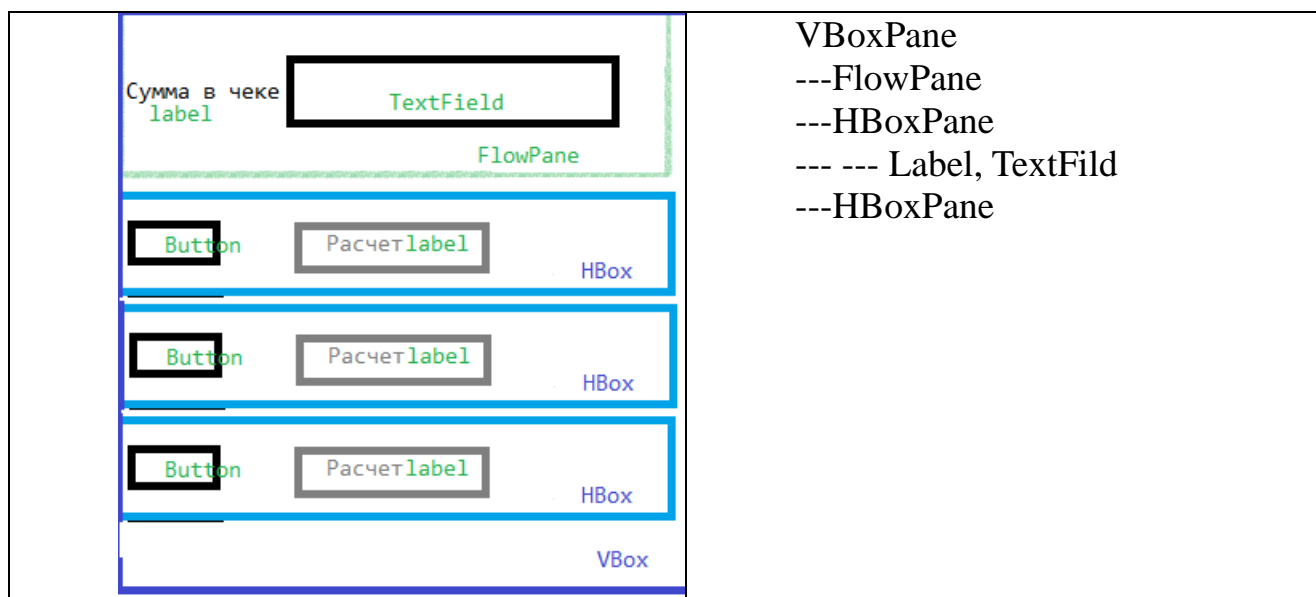 Сумма в чеке
label
TextField
FlowPane
Button Расчетlabel
HBox
Button Расчетlabel
HBox
Button Расчетlabel
HBox
VBox
VBoxPane
---FlowPane
---HBoxPane
--- --- Label, TextFild
---HBoxPane